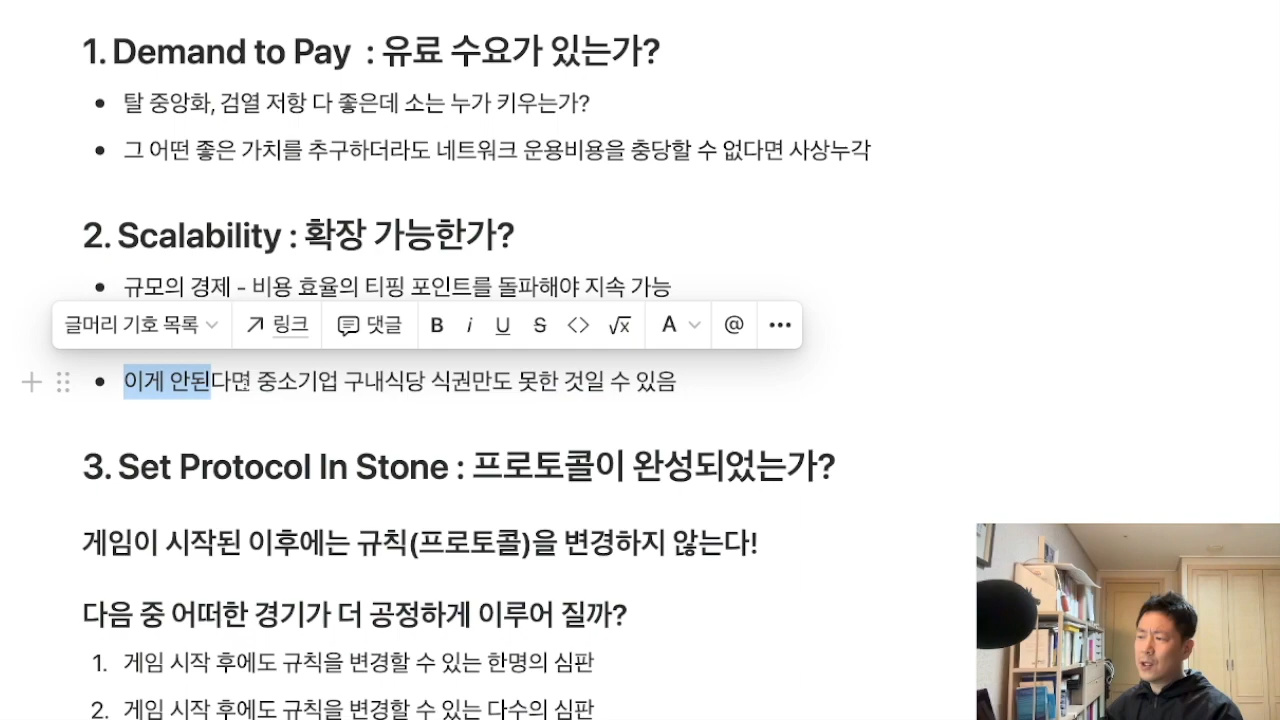 1. Demand to Pay : 유료 수요가 있는가?
• 탈 중앙화, 검열 저항 다 좋은데 소는 누가 키우는가?
• 그 어떤 좋은 가치를 추구하더라도 네트워크 운용비용을 충당할 수 없다면 사상누각
2. Scalability : 확장 가능한가?
• 규모의 경제 - 비용 효율의 티핑 포인트를 돌파해야 지속 가능
글머리 기호 목록 링크 댓글 B i U S <> √x A @ •••
• 이게 안된다면 중소기업 구내식당 식권만도 못한 것일 수 있음
3. Set Protocol In Stone : 프로토콜이 완성되었는가?
게임이 시작된 이후에는 규칙(프로토콜)을 변경하지 않는다!
다음 중 어떠한 경기가 더 공정하게 이루어 질까?
1. 게임 시작 후에도 규칙을 변경할 수 있는 한명의 심판
2. 게임 시작 후에도 규칙을 변경할 수 있는 다수의 심판